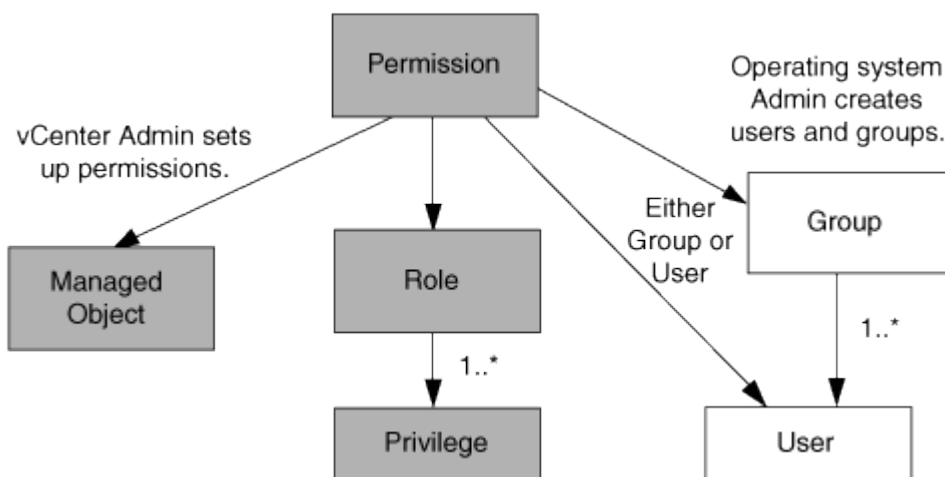 Permission
Operating system
Admin creates
users and groups.
vCenter Admin sets
up permissions.
Either
Group or
User
Group
Managed
Object
Role
1..*
1..*
Privilege
User